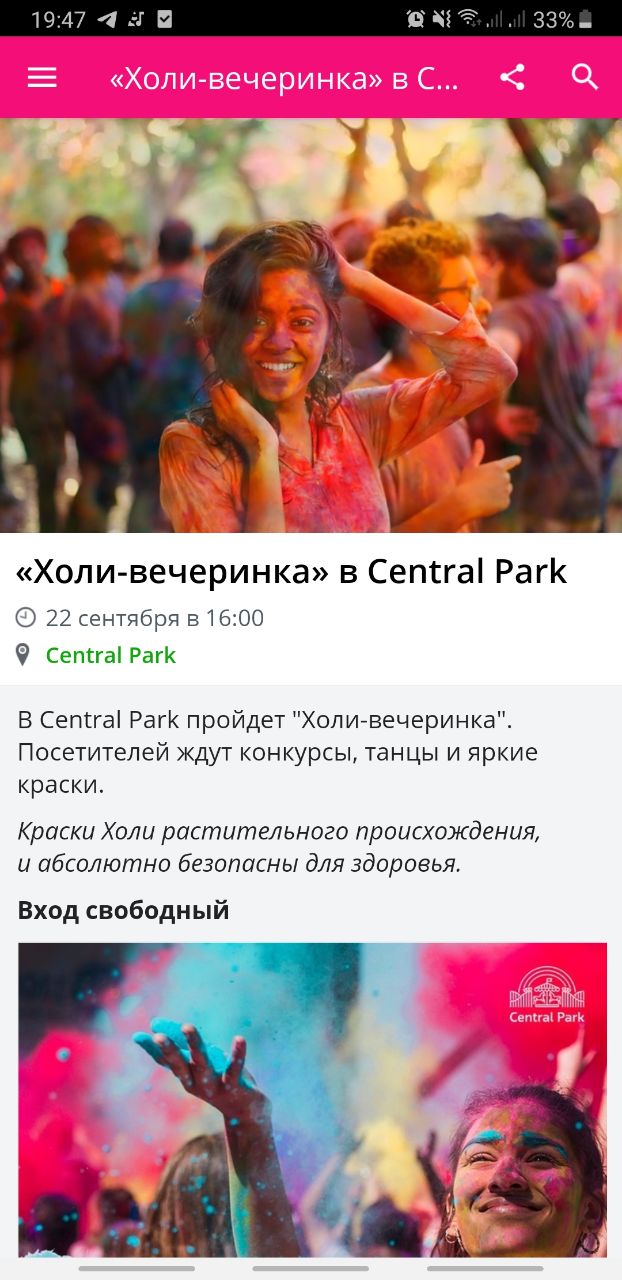 19:47
33%
«Холи-вечеринка» в С...
«Холи-вечеринка» в Central Park
22 сентября в 16:00
Central Park
В Central Park пройдет "Холи-вечеринка".
Посетителей ждут конкурсы, танцы и яркие
краски.
Краски Холи растительного происхождения,
и абсолютно безопасны для здоровья.
Вход свободный
Central Park